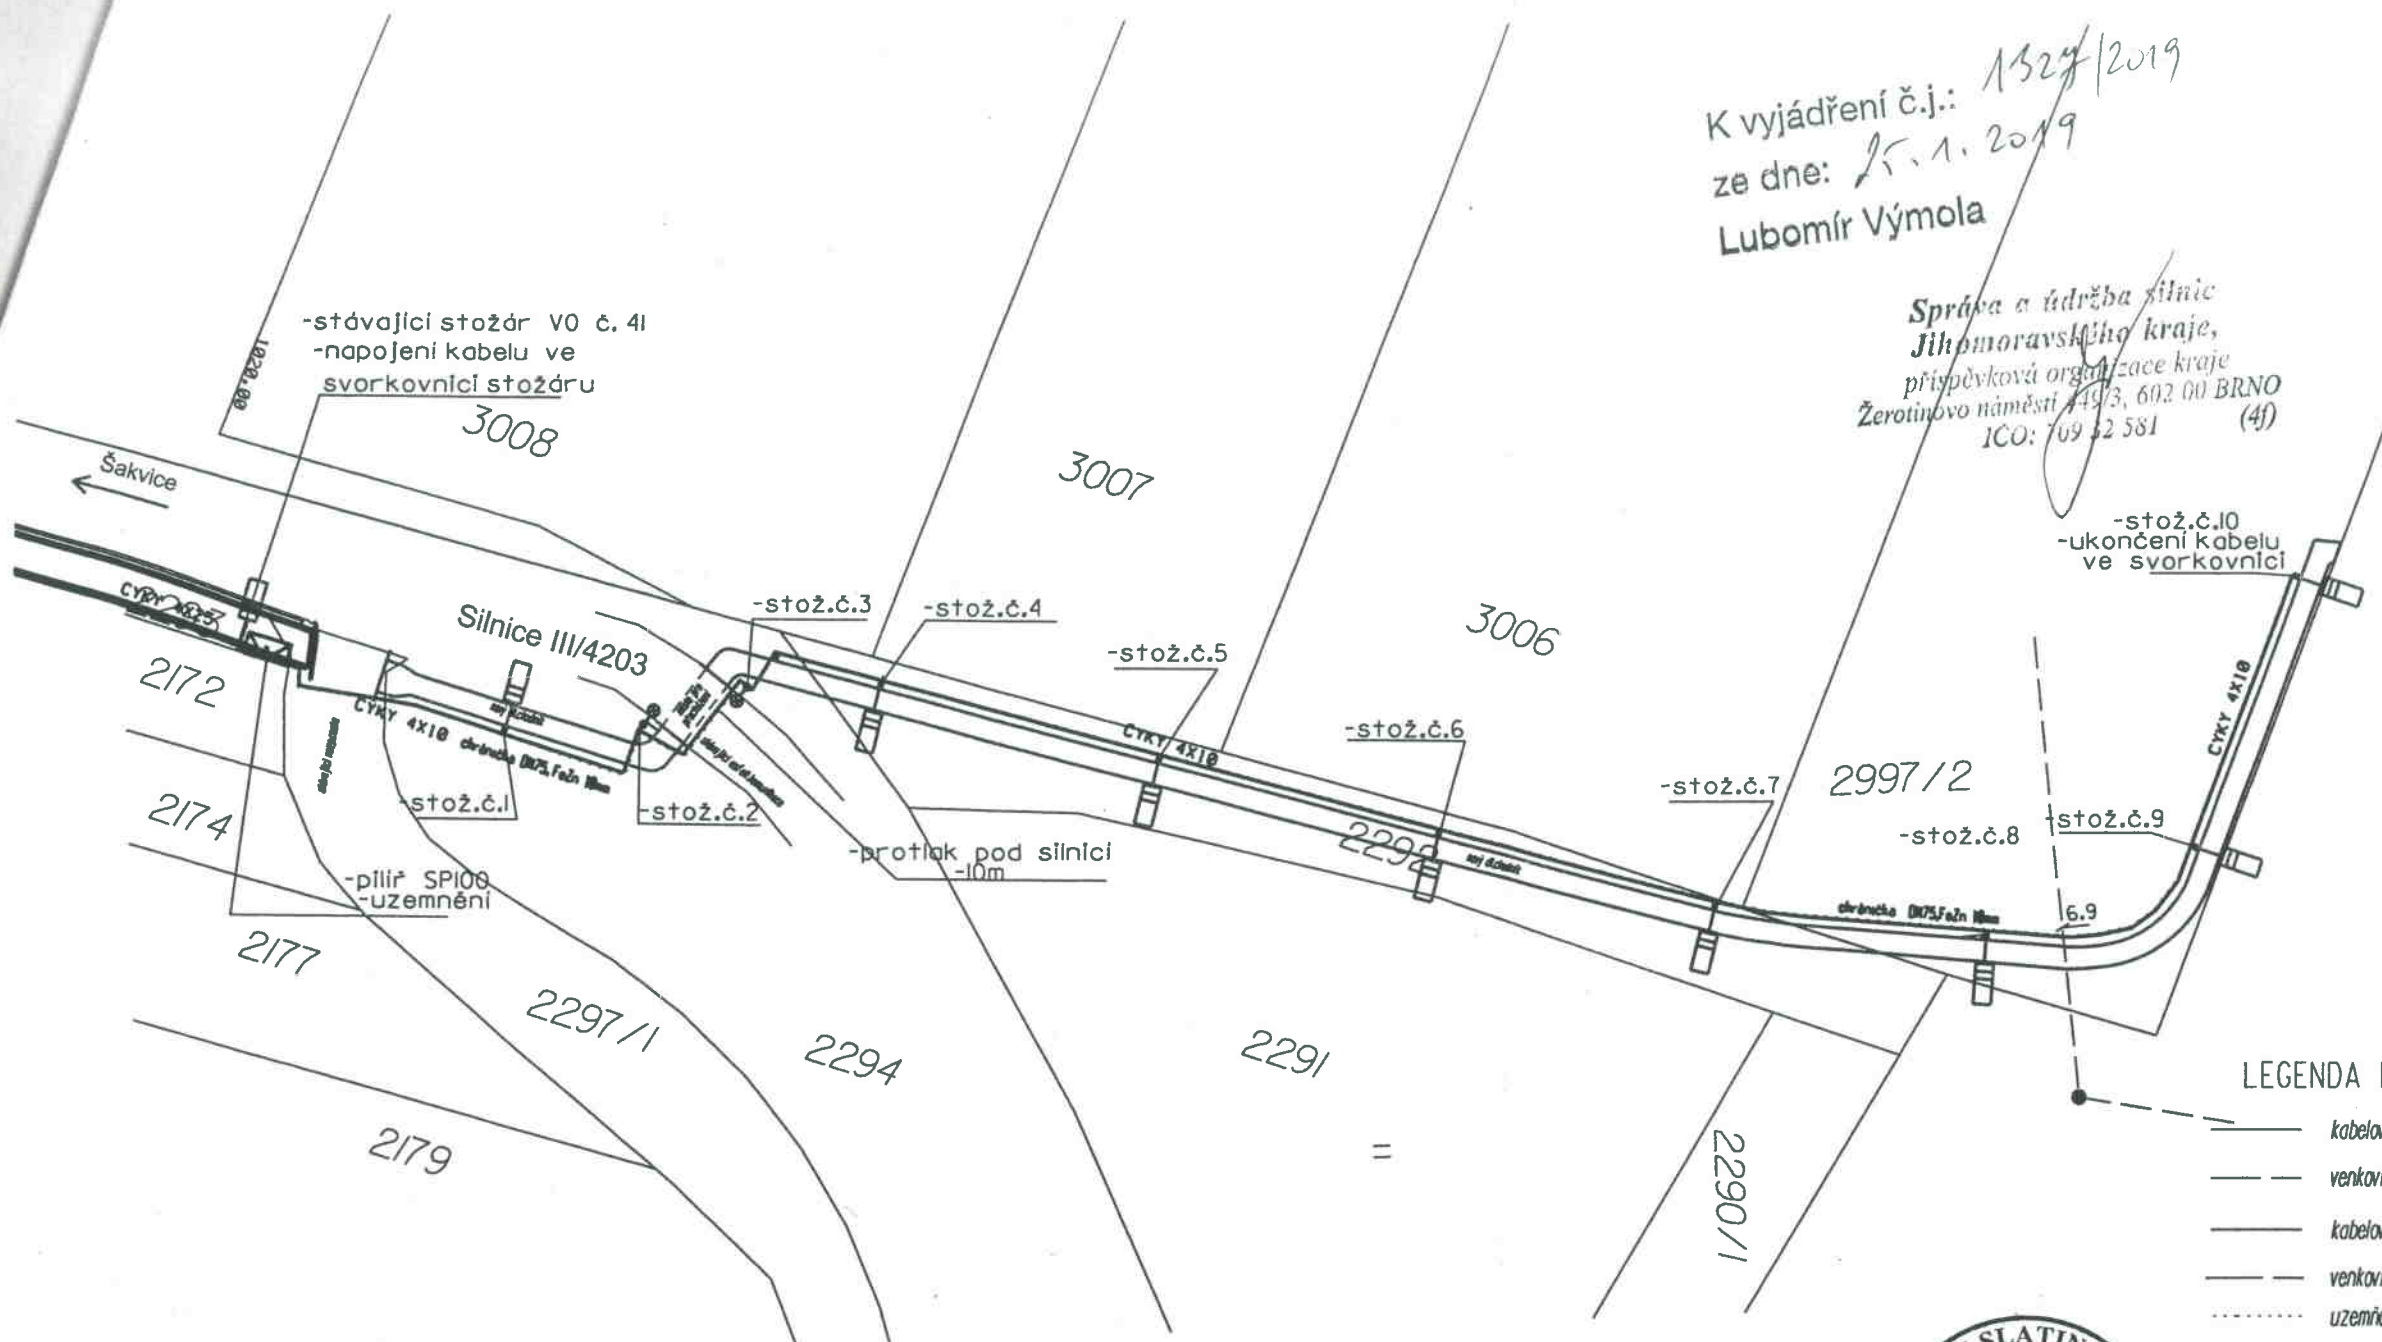 K vyjádření č.j.: 1327/2019
ze dne: 25.1.2019
Lubomír Výmola
Správa a údržba silnic
Jihomoravského kraje,
příspěvková organizace kraje
Žerotínovo náměstí 449/3, 602 00 BRNO
IČO: 709 32 581 (4f)
-stávající stožár VO č. 41
-napojení kabelu ve
svorkovnici stožáru
1020,00
3008
Šakvice
3007
3006
-stož.č.10
-ukončení kabelu
ve svorkovnici
Silnice III/4203
-stož.č.3
-stož.č.4
-stož.č.5
-stož.č.6
-stož.č.7
2997/2
-stož.č.8
-stož.č.9
CYKY 4X10
CYKY 4X10
CYKY 4X10
chránička DN75,FeZn 10mm
chránička DN75,FeZn 10mm
6.9
2172
2174
-stož.č.1
-stož.č.2
-protlak pod silnicí
-10m
2292
-pilíř SP100
-uzemnění
2177
2297/1
2294
2291
2179
2290/1
LEGENDA
SLATIN